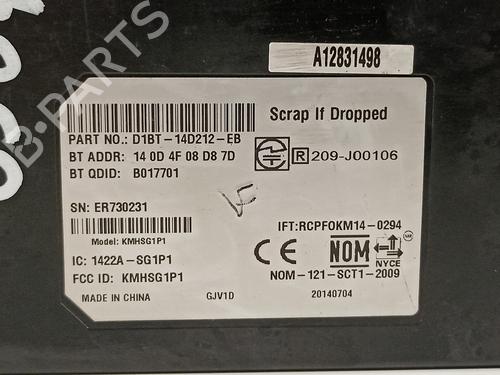 A12831498
Scrap If Dropped
PART NO.: D1BT-14D212-EB
BT ADDR: 14 0D 4F 08 D8 7D
BT QDID: B017701
R 209-J00106
SN: ER730231
Model: KMHSG1P1
IC: 1422A-SG1P1
FCC ID: KMHSG1P1
MADE IN CHINA
GJV1D
IFT:RCPFOKM14-0294
CE NOM NYCE
NOM-121-SCT1-2009
20140704
B-PARTS